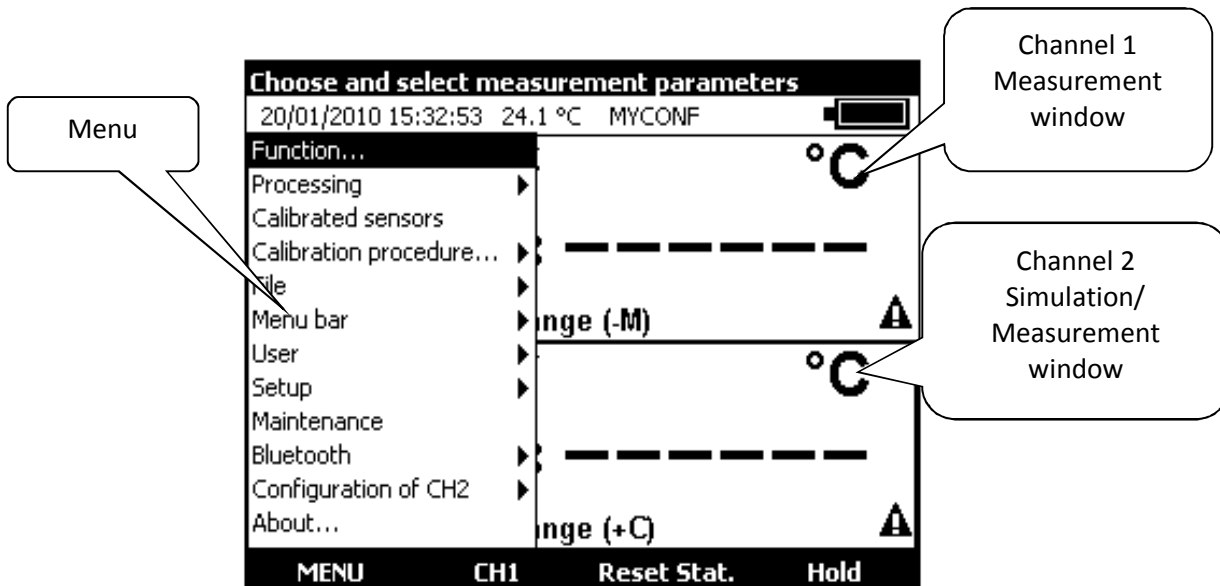 Channel 1
Measurement
window
Menu
Choose and select measurement parameters
20/01/2010 15:32:53 24.1 °C MYCONF
Function...
°C
Processing
Calibrated sensors
Calibration procedure...
File
Menu bar
(-M)
User
°C
Setup
Maintenance
Bluetooth
Configuration of CH2
About...
(+C)
MENU CH1 Reset Stat. Hold
Channel 2
Simulation/
Measurement
window